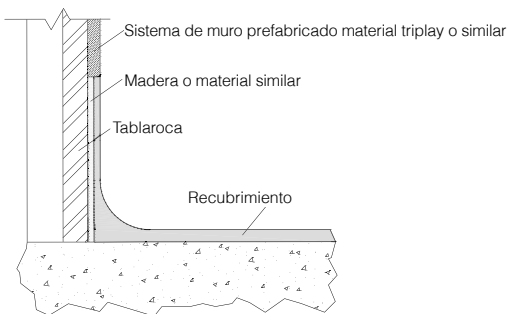 Sistema de muro prefabricado material triplay o similar
Madera o material similar
Tablaroca
Recubrimiento